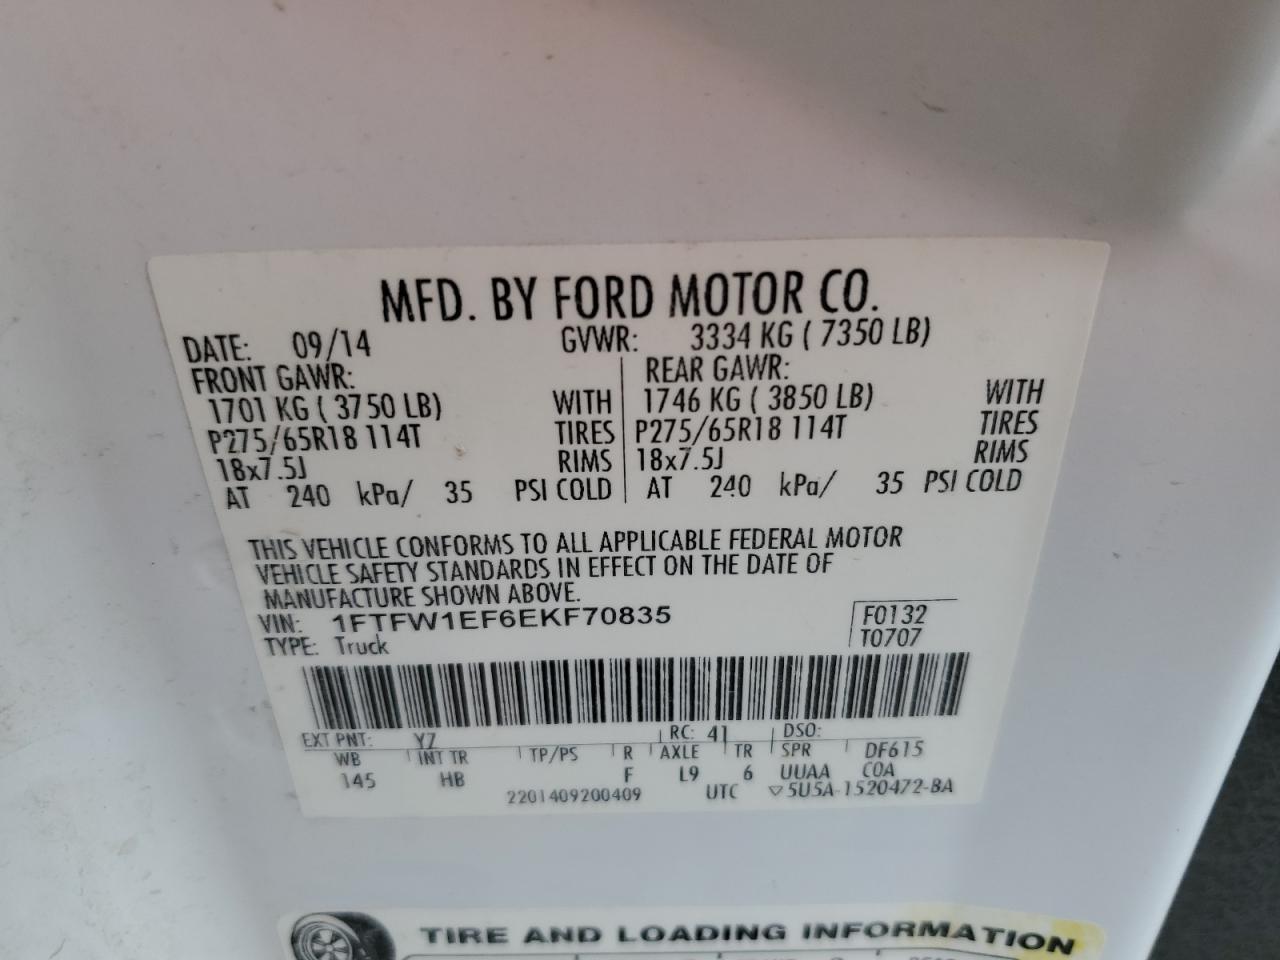 MFD. BY FORD MOTOR CO.
DATE: 09/14 GVWR: 3334 KG ( 7350 LB)
FRONT GAWR: REAR GAWR:
1701 KG ( 3750 LB) WITH 1746 KG ( 3850 LB) WITH
P275/65R18 114T TIRES P275/65R18 114T TIRES
18x7.5J RIMS 18x7.5J RIMS
AT 240 kPa/ 35 PSI COLD AT 240 kPa/ 35 PSI COLD
THIS VEHICLE CONFORMS TO ALL APPLICABLE FEDERAL MOTOR
VEHICLE SAFETY STANDARDS IN EFFECT ON THE DATE OF
MANUFACTURE SHOWN ABOVE.
VIN: 1FTFW1EF6EKF70835 F0132
TYPE: Truck T0707
EXT PNT: YZ RC: 41 DSO:
WB INT TR TP/PS R AXLE TR SPR DF615
145 HB F L9 6 UUAA C0A
2201409200409 UTC ▽5U5A-1520472-BA
TIRE AND LOADING INFORMATION